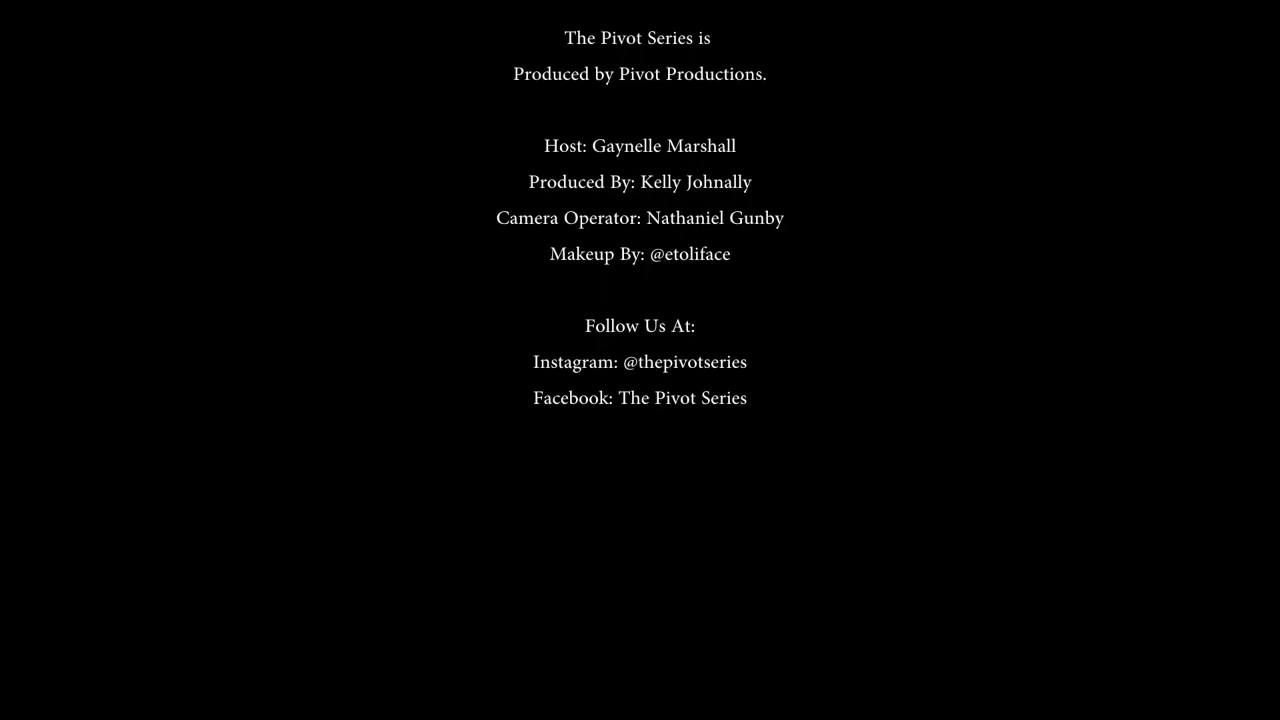 The Pivot Series is
Produced by Pivot Productions.
Host: Gaynelle Marshall
Produced By: Kelly Johnally
Camera Operator: Nathaniel Gunby
Makeup By: @etoliface
Follow Us At:
Instagram: @thepivotseries
Facebook: The Pivot Series